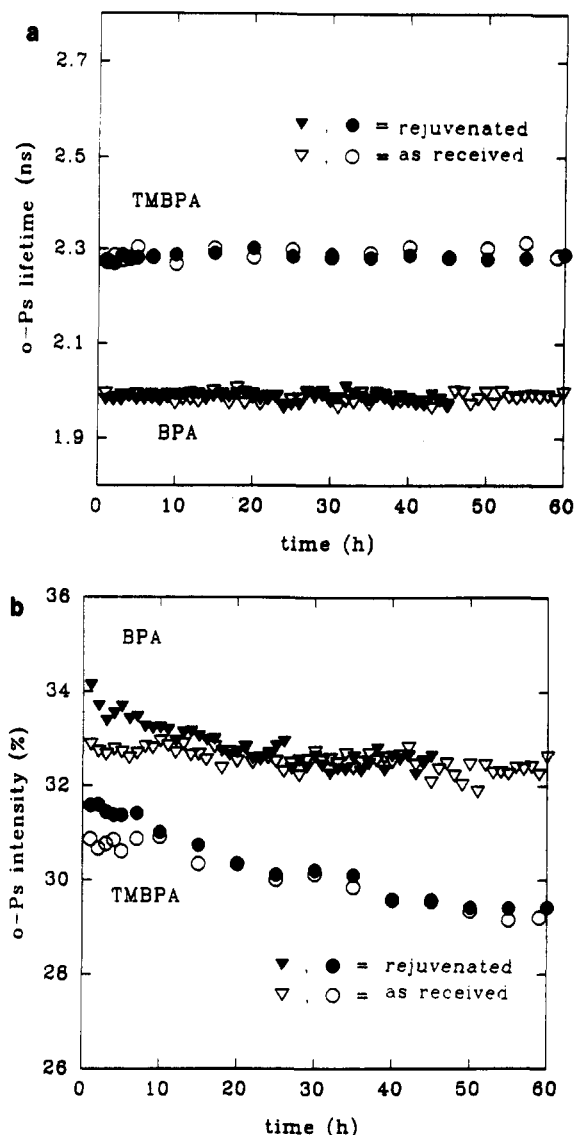 a
2.7
2.5
2.3
2.1
1.9
o-Ps lifetime (ns)
▼ , ● = rejuvenated
▽ , ○ = as received
TMBPA
BPA
0 10 20 30 40 50 60
time (h)
b
36
34
32
30
28
26
o-Ps intensity (%)
BPA
TMBPA
▼ , ● = rejuvenated
▽ , ○ = as received
0 10 20 30 40 50 60
time (h)